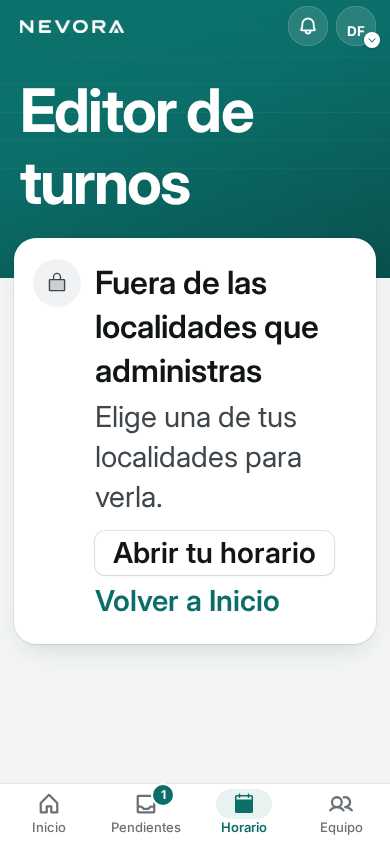 NEVORA
DF
Editor de
turnos
Fuera de las
localidades que
administras
Elige una de tus
localidades para
verla.
Abrir tu horario
Volver a Inicio
1
Inicio
Pendientes
Horario
Equipo